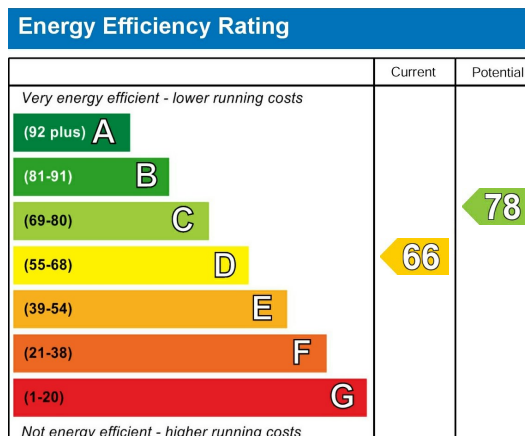 Energy Efficiency Rating
Current Potential
Very energy efficient - lower running costs
(92 plus) A
(81-91) B
78
(69-80) C
(55-68) D
66
(39-54) E
(21-38) F
(1-20) G
Not energy efficient - higher running costs